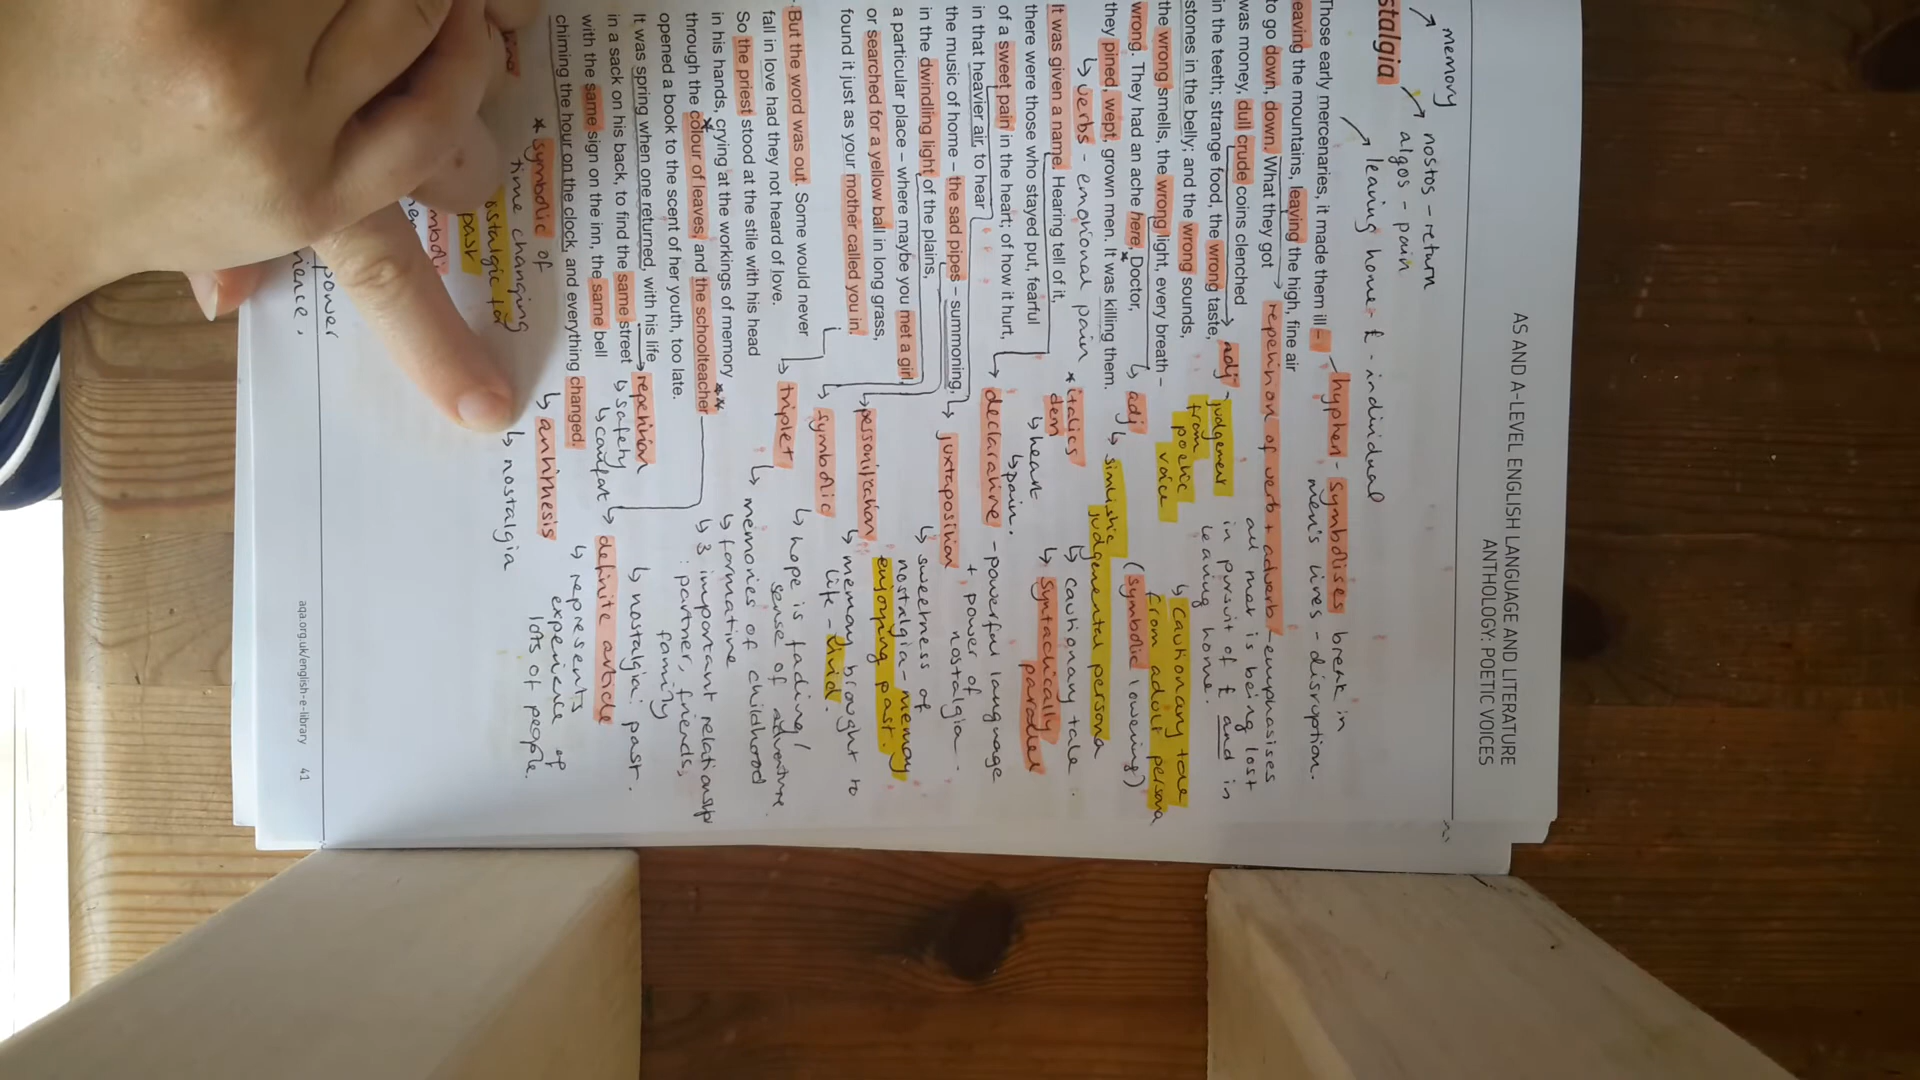 AS AND A-LEVEL ENGLISH LANGUAGE AND LITERATURE
ANTHOLOGY: POETIC VOICES
memory
nostos - return
algos - pain
stalgia
leaving home - £ - individual
Those early mercenaries, it made them ill –
hyphen - symbolises break in
men's lives - disruption.
eaving the mountains, leaving the high, fine air
to go down, down. What they got
repetition of verb + adverb - emphasises
all that is being lost
in pursuit of £ and in
leaving home.
was money, dull crude coins clenched
adj - judgement
from
poetic
voice
in the teeth; strange food, the wrong taste,
stones in the belly; and the wrong sounds,
the wrong smells, the wrong light, every breath –
wrong. They had an ache here, Doctor,
adj
cautionary tale
from adult persona
(symbolic lowering)
they pined, wept, grown men. It was killing them.
judgemental persona
verbs - emotional pain
* italics
heart
pain.
cautionary tale
syntactically
parallel
It was given a name. Hearing tell of it,
there were those who stayed put, fearful
of a sweet pain in the heart; of how it hurt,
declarative - powerful language
+ power of
nostalgia.
in that heavier air, to hear
the music of home – the sad pipes – summoning,
juxtaposition
sweetness of
nostalgia - memory
enjoying past.
in the dwindling light of the plains,
a particular place – where maybe you met a girl,
personification
memory brought to
life - vivid
or searched for a yellow ball in long grass,
found it just as your mother called you in.
symbolic
hope is fading /
sense of adventure.
But the word was out. Some would never
triplet
memories of childhood
formative
3 important relationship
: partner, friends,
family
fall in love had they not heard of love.
So the priest stood at the stile with his head
in his hands, crying at the workings of memory
through the colour of leaves, and the schoolteacher
opened a book to the scent of her youth, too late.
It was spring when one returned, with his life
repetition
safety
comfort
nostalgia: past.
in a sack on his back, to find the same street
definite article
represents
experience of
lots of people.
with the same sign on the inn, the same bell
chiming the hour on the clock, and everything changed.
antithesis
nostalgia
* symbolic of
time changing
nostalgic for
past
power
aqa.org.uk/english-e-library 41